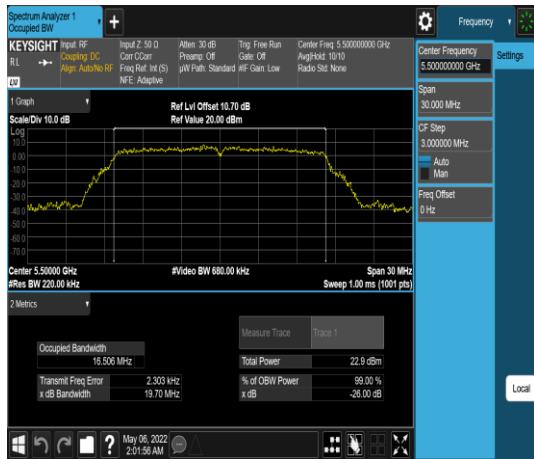 Spectrum Analyzer 1
Occupied BW
Frequency
KEYSIGHT
Input: RF
Input Z: 50 Ω
Atten: 30 dB
Trig: Free Run
Center Freq: 5.500000000 GHz
RL
Coupling: DC
Corr CCorr
Preamp: Off
Gate: Off
Avg|Hold: 10/10
Align: Auto/No RF
Freq Ref: Int (S)
µW Path: Standard
#IF Gain: Low
Radio Std: None
NFE: Adaptive
LXI
Center Frequency
5.500000000 GHz
Settings
Span
30.000 MHz
CF Step
3.000000 MHz
Auto
Man
Freq Offset
0 Hz
1 Graph
Ref Lvl Offset 10.70 dB
Scale/Div 10.0 dB
Ref Value 20.00 dBm
Log
10.0
0.00
-10.0
-20.0
-30.0
-40.0
-50.0
-60.0
-70.0
Center 5.50000 GHz
#Video BW 680.00 kHz
Span 30 MHz
#Res BW 220.00 kHz
Sweep 1.00 ms (1001 pts)
2 Metrics
Measure Trace
Trace 1
Occupied Bandwidth
16.506 MHz
Total Power
22.9 dBm
Transmit Freq Error
2.303 kHz
% of OBW Power
99.00 %
x dB Bandwidth
19.70 MHz
x dB
-26.00 dB
Local
May 06, 2022
2:01:56 AM